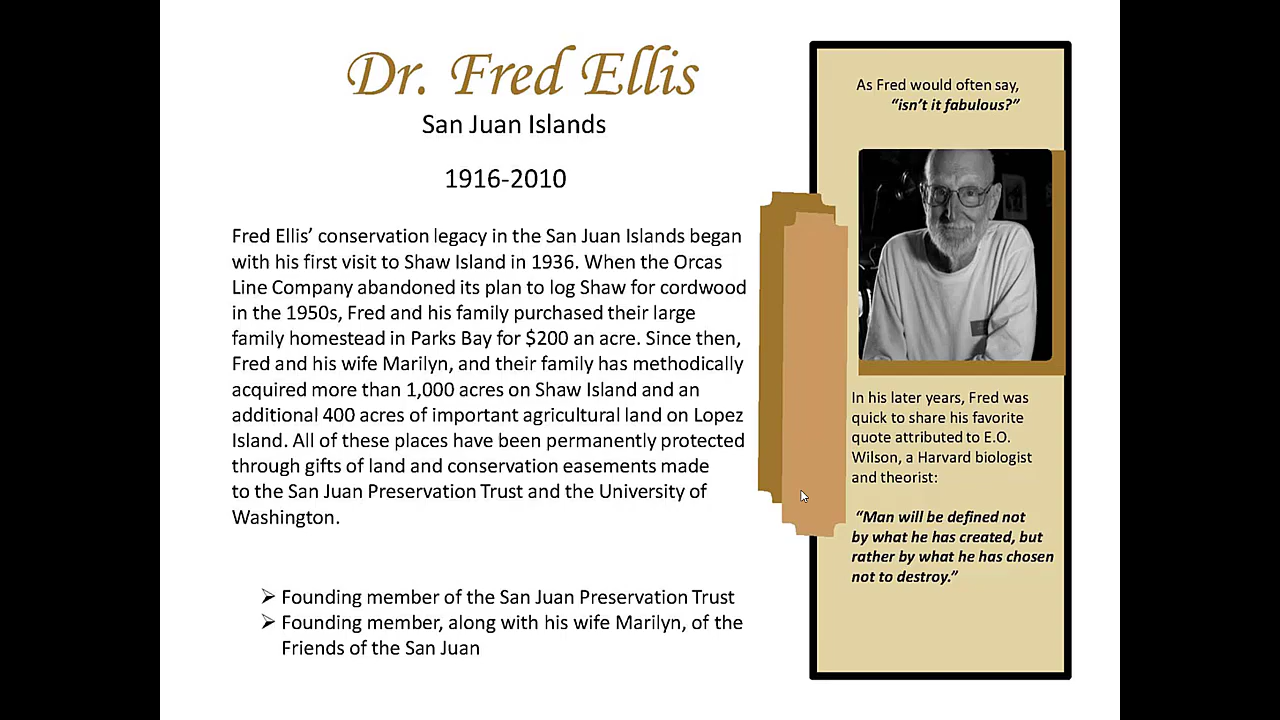 Dr. Fred Ellis
San Juan Islands
1916-2010
Fred Ellis’ conservation legacy in the San Juan Islands began
with his first visit to Shaw Island in 1936. When the Orcas
Line Company abandoned its plan to log Shaw for cordwood
in the 1950s, Fred and his family purchased their large
family homestead in Parks Bay for $200 an acre. Since then,
Fred and his wife Marilyn, and their family has methodically
acquired more than 1,000 acres on Shaw Island and an
additional 400 acres of important agricultural land on Lopez
Island. All of these places have been permanently protected
through gifts of land and conservation easements made
to the San Juan Preservation Trust and the University of
Washington.
➢ Founding member of the San Juan Preservation Trust
➢ Founding member, along with his wife Marilyn, of the
Friends of the San Juan
As Fred would often say,
“isn’t it fabulous?”
In his later years, Fred was
quick to share his favorite
quote attributed to E.O.
Wilson, a Harvard biologist
and theorist:
“Man will be defined not
by what he has created, but
rather by what he has chosen
not to destroy.”